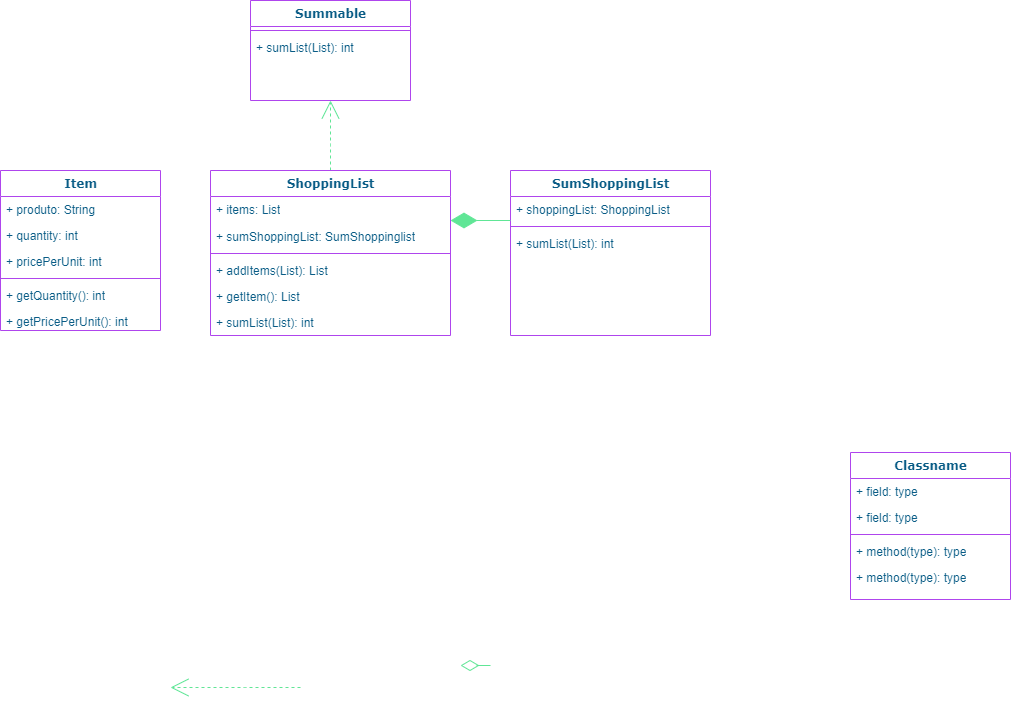 Summable
+ sumList(List): int
Item
+ produto: String
+ quantity: int
+ pricePerUnit: int
+ getQuantity(): int
+ getPricePerUnit(): int
ShoppingList
+ items: List
+ sumShoppingList: SumShoppinglist
+ addItems(List): List
+ getItem(): List
+ sumList(List): int
SumShoppingList
+ shoppingList: ShoppingList
+ sumList(List): int
Classname
+ field: type
+ field: type
+ method(type): type
+ method(type): type